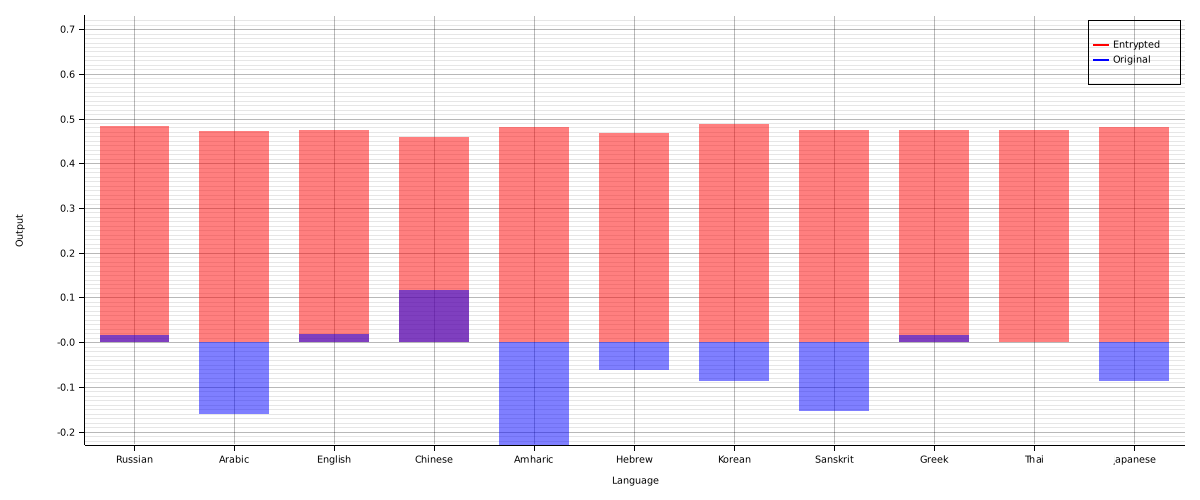 0.7
0.6
0.5
0.4
0.3
0.2
0.1
-0.0
-0.1
-0.2
Output
Russian Arabic English Chinese Amharic Hebrew Korean Sanskrit Greek Thai Japanese
Language
Entrypted
Original